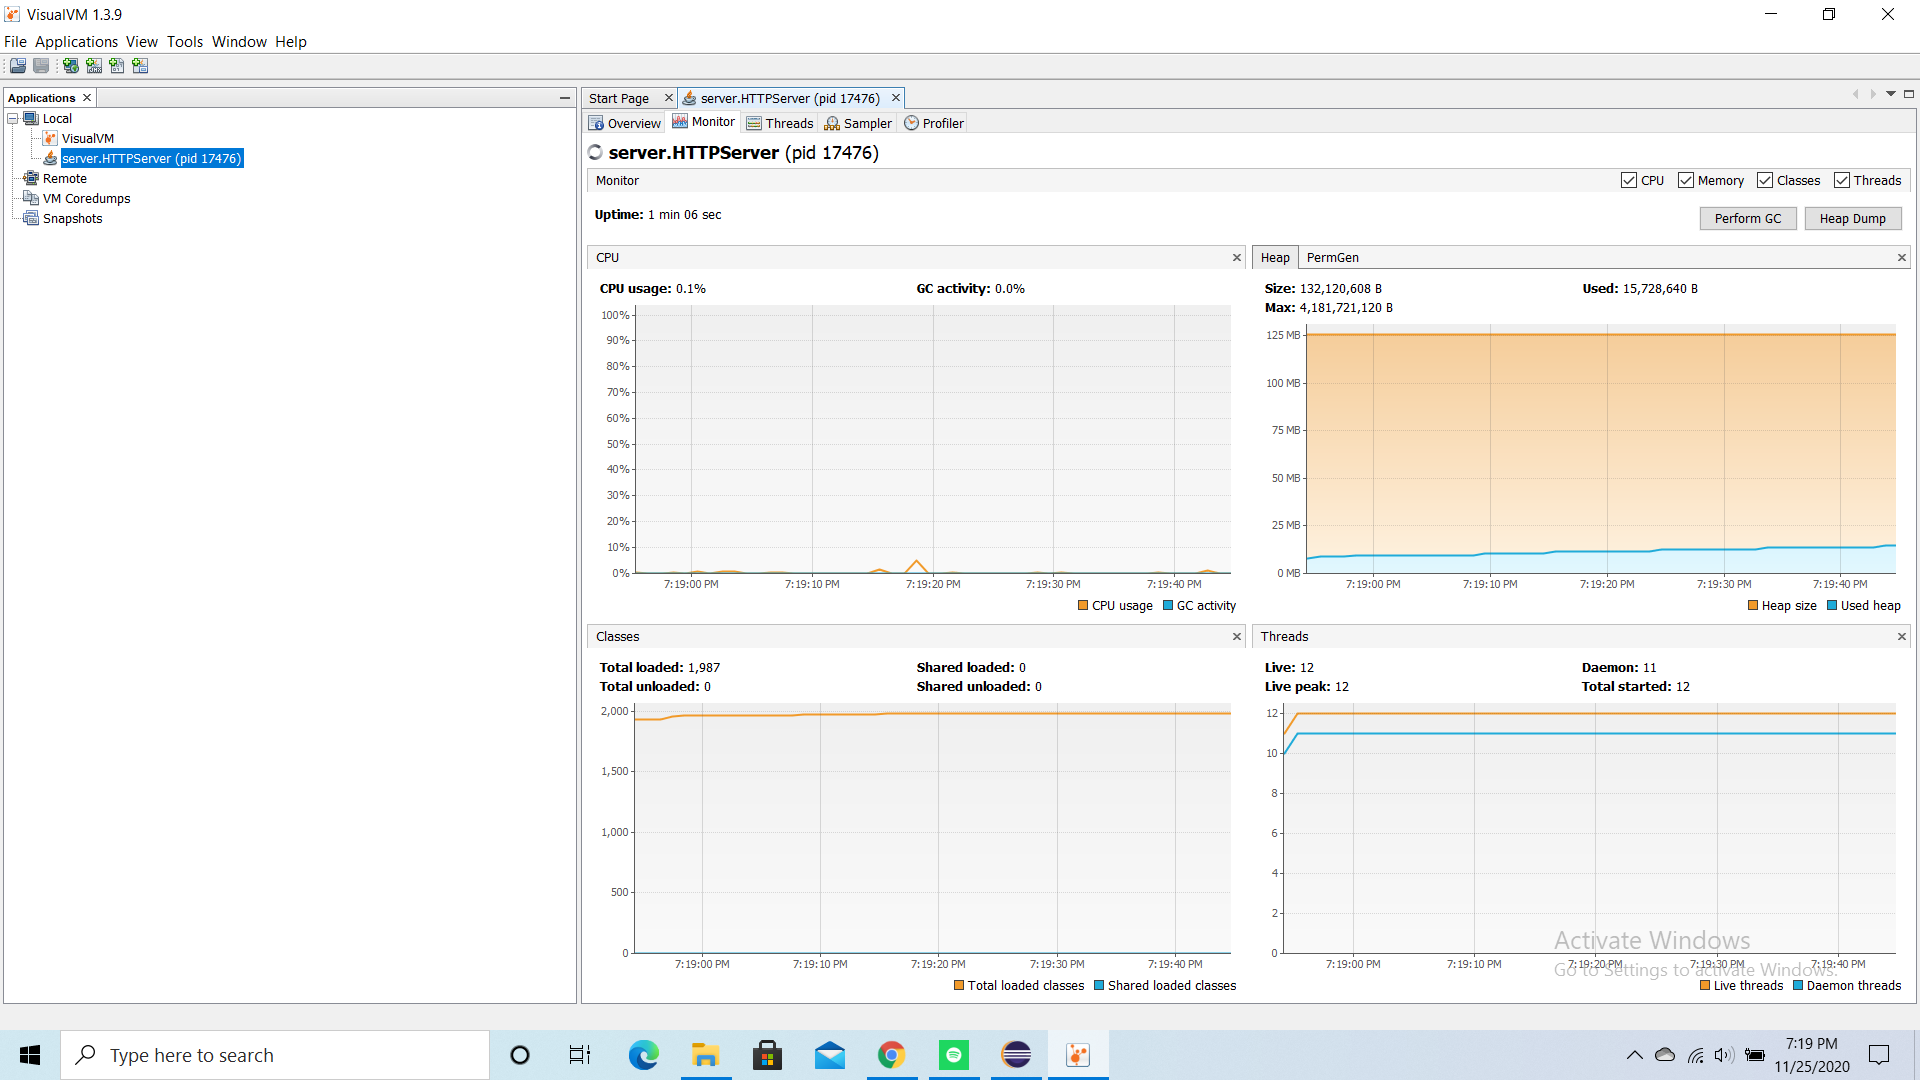 VisualVM 1.3.9
File Applications View Tools Window Help
Applications
Local
VisualVM
server.HTTPServer (pid 17476)
Remote
VM Coredumps
Snapshots
Start Page server.HTTPServer (pid 17476)
Overview Monitor Threads Sampler Profiler
server.HTTPServer (pid 17476)
Monitor CPU Memory Classes Threads
Uptime: 1 min 06 sec
Perform GC Heap Dump
CPU
CPU usage: 0.1% GC activity: 0.0%
100%
90%
80%
70%
60%
50%
40%
30%
20%
10%
0%
7:19:00 PM 7:19:10 PM 7:19:20 PM 7:19:30 PM 7:19:40 PM
CPU usage GC activity
Heap PermGen
Size: 132,120,608 B Used: 15,728,640 B
Max: 4,181,721,120 B
125 MB
100 MB
75 MB
50 MB
25 MB
0 MB
7:19:00 PM 7:19:10 PM 7:19:20 PM 7:19:30 PM 7:19:40 PM
Heap size Used heap
Classes
Total loaded: 1,987 Shared loaded: 0
Total unloaded: 0 Shared unloaded: 0
2,000
1,500
1,000
500
0
7:19:00 PM 7:19:10 PM 7:19:20 PM 7:19:30 PM 7:19:40 PM
Total loaded classes Shared loaded classes
Threads
Live: 12 Daemon: 11
Live peak: 12 Total started: 12
12
10
8
6
4
2
0
7:19:00 PM 7:19:10 PM 7:19:20 PM 7:19:30 PM 7:19:40 PM
Live threads Daemon threads
Activate Windows
Go to Settings to activate Windows.
Type here to search
7:19 PM
11/25/2020